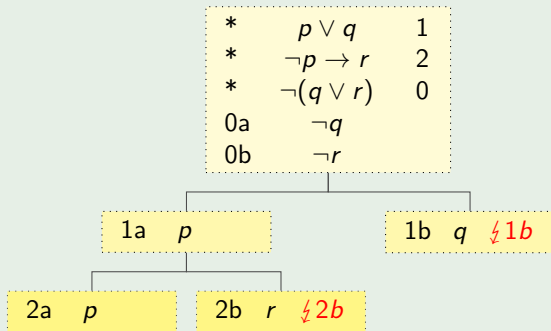 * p ∨ q 1
* ¬p → r 2
* ¬(q ∨ r) 0
0a ¬q
0b ¬r
1a p
1b q ↯1b
2a p
2b r ↯2b